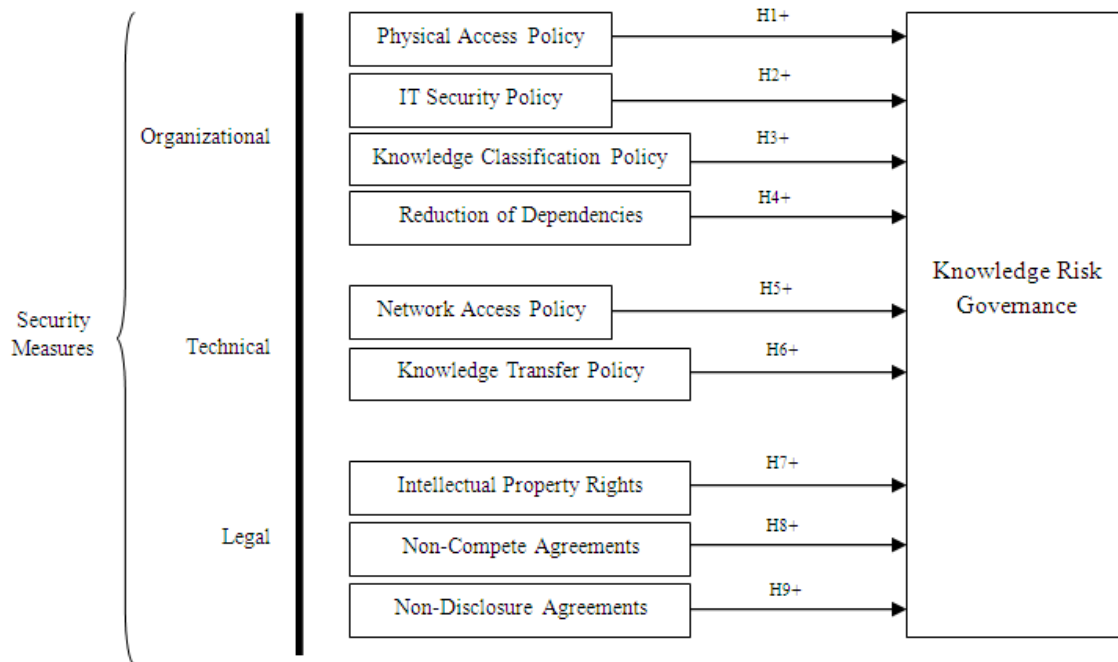 Security
Measures
Organizational
Technical
Legal
Physical Access Policy
IT Security Policy
Knowledge Classification Policy
Reduction of Dependencies
Network Access Policy
Knowledge Transfer Policy
Intellectual Property Rights
Non-Compete Agreements
Non-Disclosure Agreements
H1+
H2+
H3+
H4+
H5+
H6+
H7+
H8+
H9+
Knowledge Risk
Governance